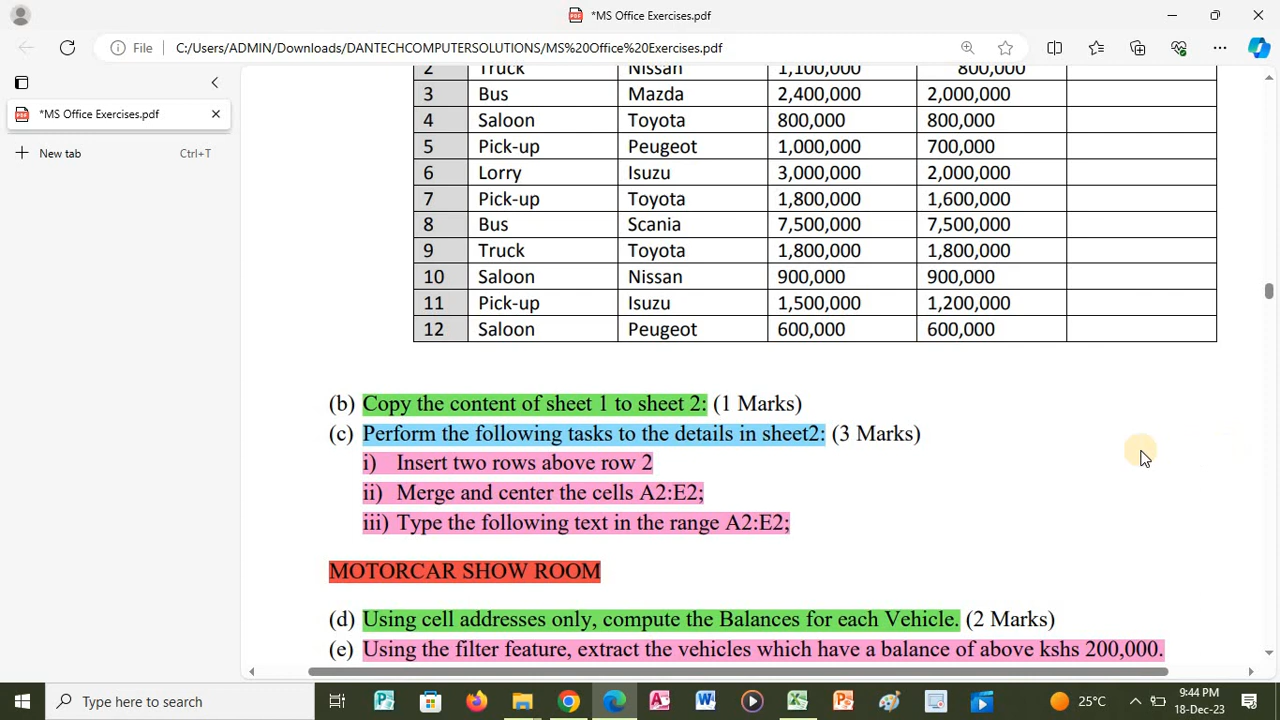 *MS Office Exercises.pdf
File C:/Users/ADMIN/Downloads/DANTECHCOMPUTERSOLUTIONS/MS%20Office%20Exercises.pdf
*MS Office Exercises.pdf
New tab Ctrl+T
2 Truck Nissan 1,100,000 800,000
3 Bus Mazda 2,400,000 2,000,000
4 Saloon Toyota 800,000 800,000
5 Pick-up Peugeot 1,000,000 700,000
6 Lorry Isuzu 3,000,000 2,000,000
7 Pick-up Toyota 1,800,000 1,600,000
8 Bus Scania 7,500,000 7,500,000
9 Truck Toyota 1,800,000 1,800,000
10 Saloon Nissan 900,000 900,000
11 Pick-up Isuzu 1,500,000 1,200,000
12 Saloon Peugeot 600,000 600,000
(b) Copy the content of sheet 1 to sheet 2: (1 Marks)
(c) Perform the following tasks to the details in sheet2: (3 Marks)
i) Insert two rows above row 2
ii) Merge and center the cells A2:E2;
iii) Type the following text in the range A2:E2;
MOTORCAR SHOW ROOM
(d) Using cell addresses only, compute the Balances for each Vehicle. (2 Marks)
(e) Using the filter feature, extract the vehicles which have a balance of above kshs 200,000.
Type here to search
25°C
9:44 PM
18-Dec-23